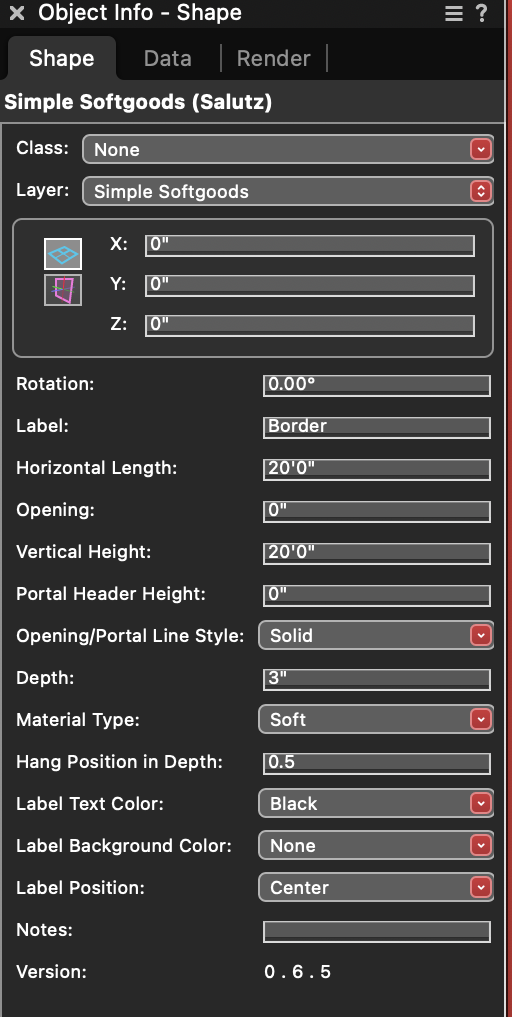 Object Info - Shape ?
Shape Data Render
Simple Softgoods (Salutz)
Class: None
Layer: Simple Softgoods
X: 0"
Y: 0"
Z: 0"
Rotation: 0.00°
Label: Border
Horizontal Length: 20'0"
Opening: 0"
Vertical Height: 20'0"
Portal Header Height: 0"
Opening/Portal Line Style: Solid
Depth: 3"
Material Type: Soft
Hang Position in Depth: 0.5
Label Text Color: Black
Label Background Color: None
Label Position: Center
Notes:
Version: 0.6.5